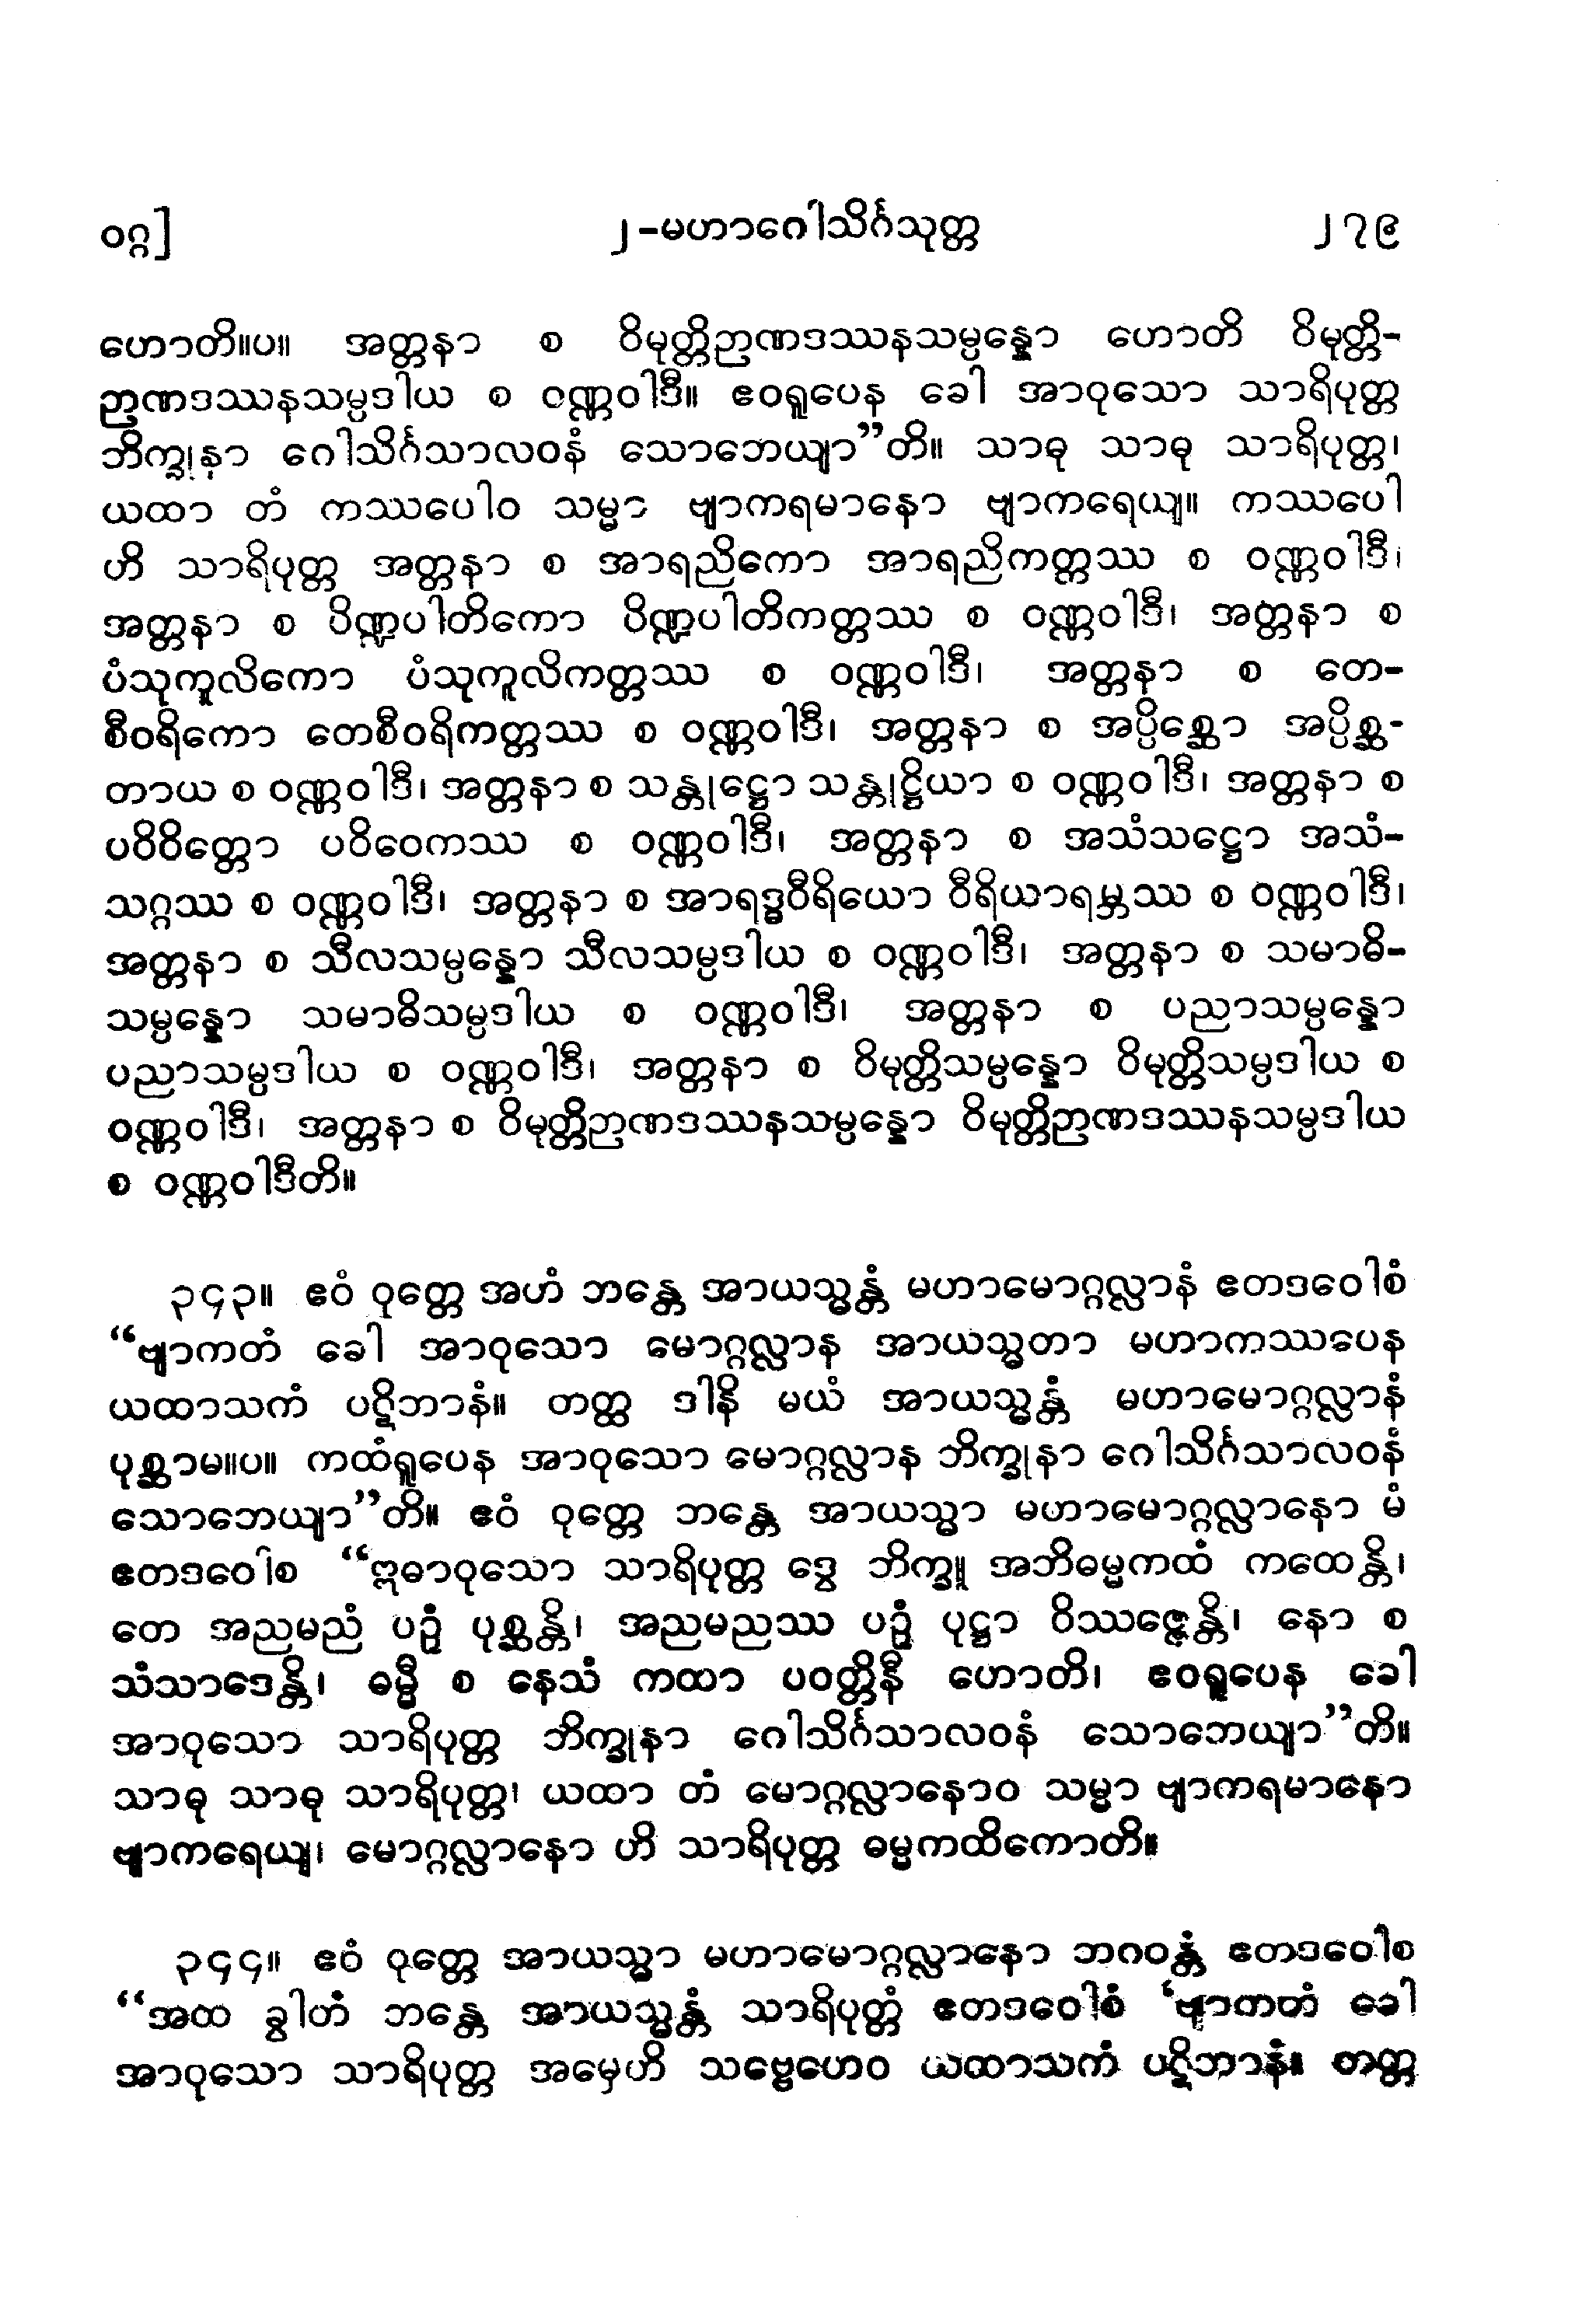 ဝဂ္ဂ]
၂-မဟာဂေါသိင်္ဂသုတ္တ
၂၇၉
ဟောတိ။ပ။ အတ္တနာ စ ဝိမုတ္တိဉာဏဒဿနသမ္ပန္နော ဟောတိ ဝိမုတ္တိ-
ဉာဏဒဿနသမ္ပဒါယ စ ဝဏ္ဏဝါဒီ။ ဧဝရူပေန ခေါ အာဝုသော သာရိပုတ္တ
ဘိက္ခုနာ ဂေါသိင်္ဂသာလဝနံ သောဘေယျာ”တိ။ သာဓု သာဓု သာရိပုတ္တ၊
ယထာ တံ ကဿပေါဝ သမ္မာ ဗျာကရမာနော ဗျာကရေယျ။ ကဿပေါ
ဟိ သာရိပုတ္တ အတ္တနာ စ အာရညိကော အာရညိကတ္တဿ စ ဝဏ္ဏဝါဒီ၊
အတ္တနာ စ ပိဏ္ဍပါတိကော ပိဏ္ဍပါတိကတ္တဿ စ ဝဏ္ဏဝါဒီ၊ အတ္တနာ စ
ပံသုကူလိကော ပံသုကူလိကတ္တဿ စ ဝဏ္ဏဝါဒီ၊ အတ္တနာ စ တေ-
စီဝရိကော တေစီဝရိကတ္တဿ စ ဝဏ္ဏဝါဒီ၊ အတ္တနာ စ အပ္ပိစ္ဆော အပ္ပိစ္ဆ-
တာယ စ ဝဏ္ဏဝါဒီ၊ အတ္တနာ စ သန္တုဋ္ဌော သန္တုဋ္ဌိယာ စ ဝဏ္ဏဝါဒီ၊ အတ္တနာ စ
ပဝိဝိတ္တော ပဝိဝေကဿ စ ဝဏ္ဏဝါဒီ၊ အတ္တနာ စ အသံသဋ္ဌော အသံ-
သဂ္ဂဿ စ ဝဏ္ဏဝါဒီ၊ အတ္တနာ စ အာရဒ္ဓဝီရိယော ဝီရိယာရမ္ဘဿ စ ဝဏ္ဏဝါဒီ၊
အတ္တနာ စ သီလသမ္ပန္နော သီလသမ္ပဒါယ စ ဝဏ္ဏဝါဒီ၊ အတ္တနာ စ သမာဓိ-
သမ္ပန္နော သမာဓိသမ္ပဒါယ စ ဝဏ္ဏဝါဒီ၊ အတ္တနာ စ ပညာသမ္ပန္နော
ပညာသမ္ပဒါယ စ ဝဏ္ဏဝါဒီ၊ အတ္တနာ စ ဝိမုတ္တိသမ္ပန္နော ဝိမုတ္တိသမ္ပဒါယ စ
ဝဏ္ဏဝါဒီ၊ အတ္တနာ စ ဝိမုတ္တိဉာဏဒဿနသမ္ပန္နော ဝိမုတ္တိဉာဏဒဿနသမ္ပဒါယ
စ ဝဏ္ဏဝါဒီတိ။
၃၄၃။ ဧဝံ ဝုတ္တေ အဟံ ဘန္တေ အာယသ္မန္တံ မဟာမောဂ္ဂလ္လာနံ ဧတဒဝေါစံ
“ဗျာကတံ ခေါ အာဝုသော မောဂ္ဂလ္လာန အာယသ္မတာ မဟာကဿပေန
ယထာသကံ ပဋိဘာနံ။ တတ္ထ ဒါနိ မယံ အာယသ္မန္တံ မဟာမောဂ္ဂလ္လာနံ
ပုစ္ဆာမ။ပ။ ကထံရူပေန အာဝုသော မောဂ္ဂလ္လာန ဘိက္ခုနာ ဂေါသိင်္ဂသာလဝနံ
သောဘေယျာ”တိ။ ဧဝံ ဝုတ္တေ ဘန္တေ အာယသ္မာ မဟာမောဂ္ဂလ္လာနော မံ
ဧတဒဝေါစ “ဣဓာဝုသော သာရိပုတ္တ ဒွေ ဘိက္ခူ အဘိဓမ္မကထံ ကထေန္တိ၊
တေ အညမညံ ပဉှံ ပုစ္ဆန္တိ၊ အညမညဿ ပဉှံ ပုဋ္ဌာ ဝိဿဇ္ဇေန္တိ၊ နော စ
သံသာဒေန္တိ၊ ဓမ္မီ စ နေသံ ကထာ ပဝတ္တိနီ ဟောတိ၊ ဧဝရူပေန ခေါ
အာဝုသော သာရိပုတ္တ ဘိက္ခုနာ ဂေါသိင်္ဂသာလဝနံ သောဘေယျာ”တိ။
သာဓု သာဓု သာရိပုတ္တ၊ ယထာ တံ မောဂ္ဂလ္လာနောဝ သမ္မာ ဗျာကရမာနော
ဗျာကရေယျ၊ မောဂ္ဂလ္လာနော ဟိ သာရိပုတ္တ ဓမ္မကထိကောတိ။
၃၄၄။ ဧဝံ ဝုတ္တေ အာယသ္မာ မဟာမောဂ္ဂလ္လာနော ဘဂဝန္တံ ဧတဒဝေါစ
“အထ ခွါဟံ ဘန္တေ အာယသ္မန္တံ သာရိပုတ္တံ ဧတဒဝေါစံ ‘ဗျာကတံ ခေါ
အာဝုသော သာရိပုတ္တ အမှေဟိ သဗ္ဗေဟေဝ ယထာသကံ ပဋိဘာနံ။ တတ္ထ